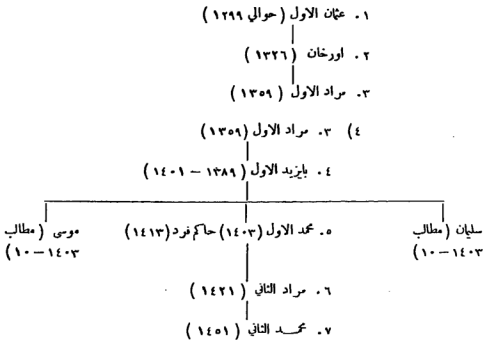 ١. عثمان الاول (حوالي ١٢٩٩)
٢. اورخان (١٣٢٦)
٣. مراد الاول (١٣٥٩)
٤) ٣. مراد الاول (١٣٥٩)
٤. بايزيد الاول (١٣٨٩ – ١٤٠١)
سليمان (مطالب
١٤٠٣–١٠)
٥. محمد الاول (١٤٠٣) حاكم فرد (١٤١٣)
موسى (مطالب
١٤٠٣–١٠)
٦. مراد الثاني (١٤٢١)
٧. محمد الثاني (١٤٥١)